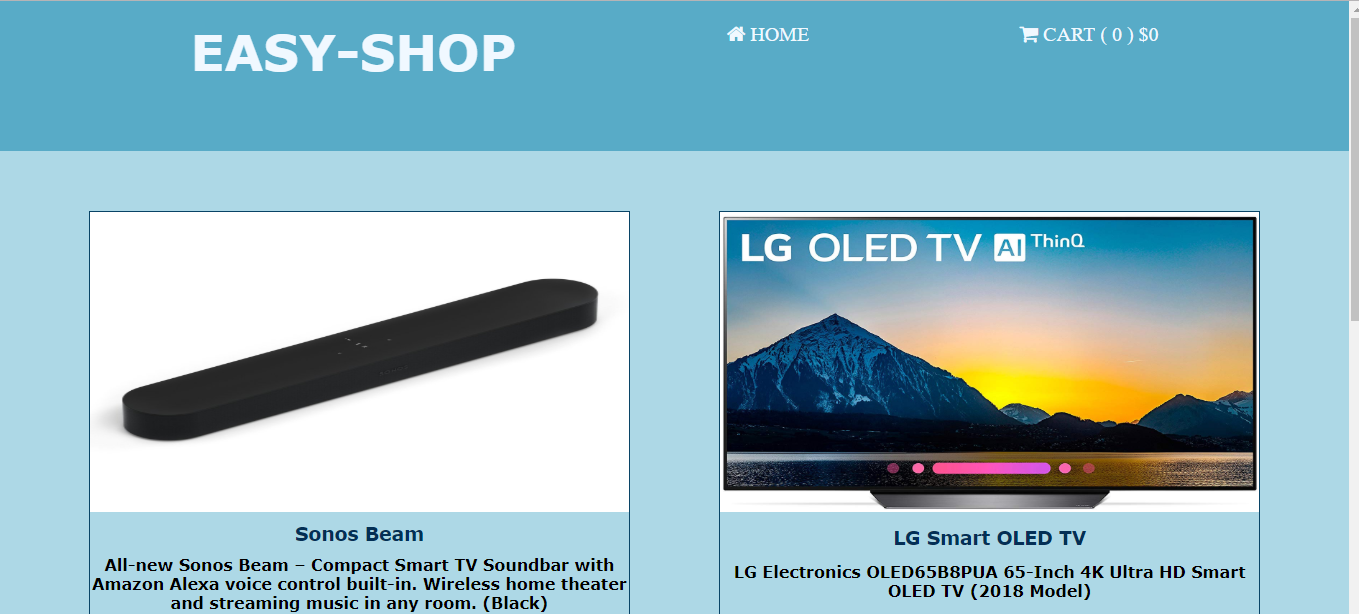 EASY-SHOP
HOME
CART ( 0 ) $0
LG OLED TV AI ThinQ
Sonos Beam
All-new Sonos Beam – Compact Smart TV Soundbar with
Amazon Alexa voice control built-in. Wireless home theater
and streaming music in any room. (Black)
LG Smart OLED TV
LG Electronics OLED65B8PUA 65-Inch 4K Ultra HD Smart
OLED TV (2018 Model)